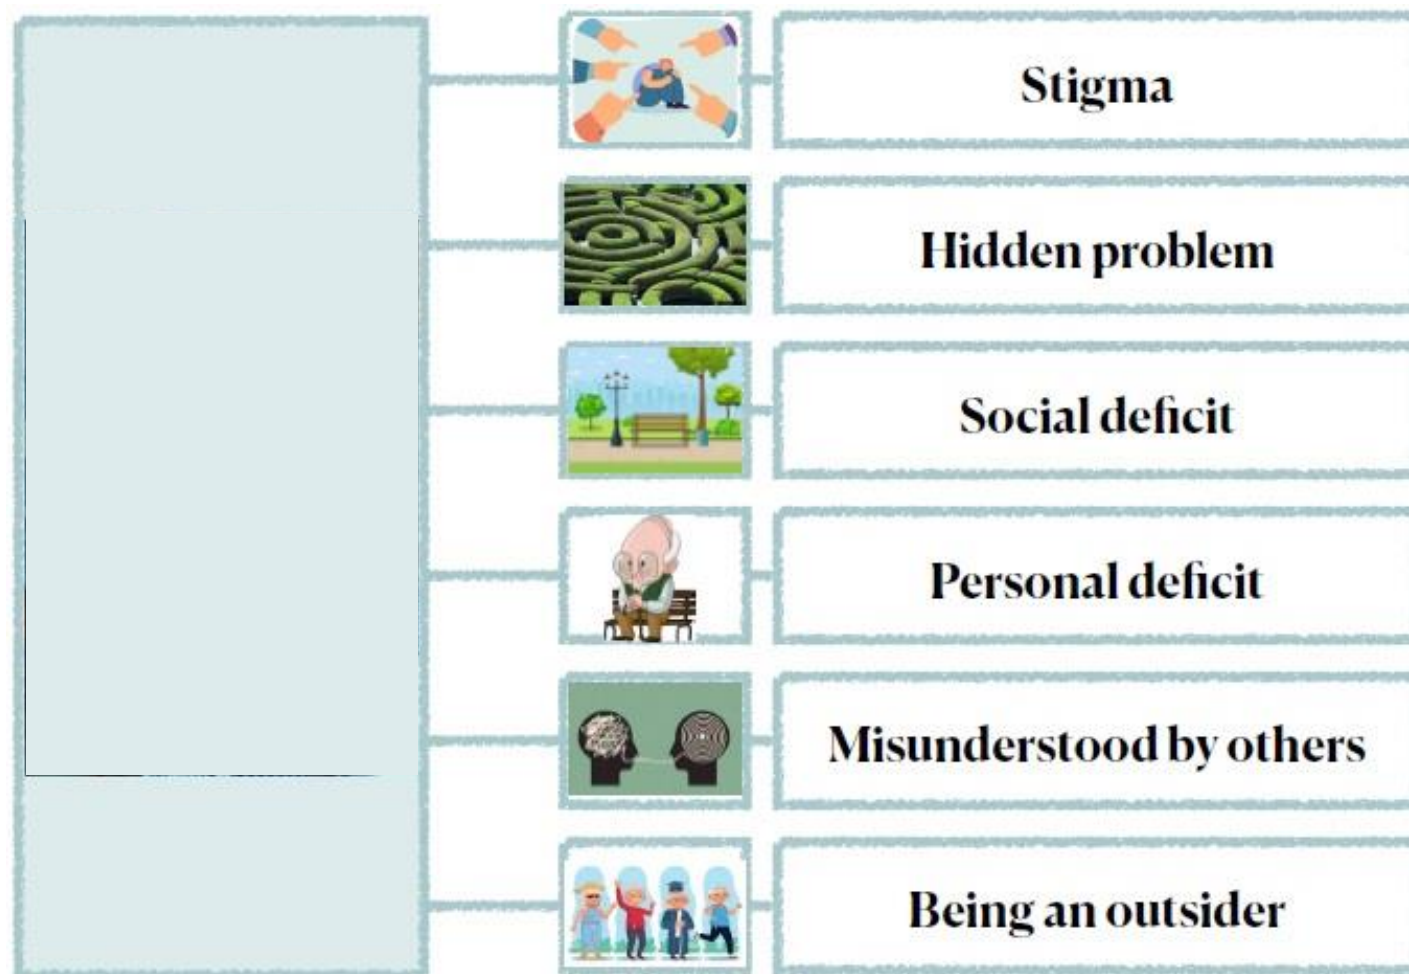 Stigma
Hidden problem
Social deficit
Personal deficit
Misunderstood by others
Being an outsider